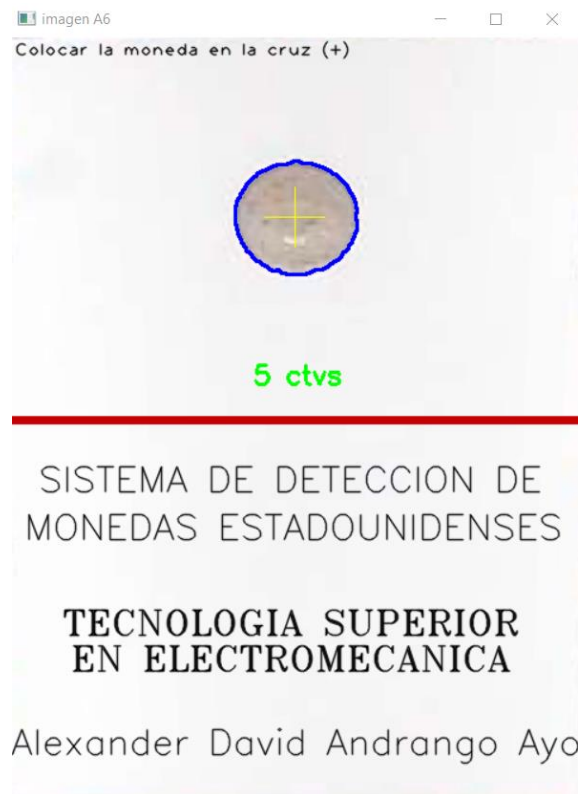 imagen A6
Colocar la moneda en la cruz (+)
5 ctvs
SISTEMA DE DETECCION DE
MONEDAS ESTADOUNIDENSES
TECNOLOGIA SUPERIOR
EN ELECTROMECANICA
Alexander David Andrango Ayo